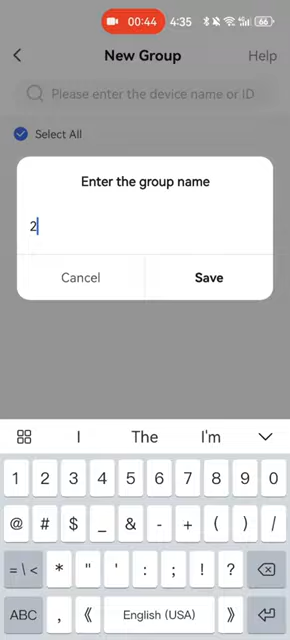 00:44 4:35 66
New Group Help
Please enter the device name or ID
Select All
Enter the group name
2
Cancel Save
I The I'm
1 2 3 4 5 6 7 8 9 0
@ # $ _ & - + ( ) /
= \ < * " ' : ; ! ?
ABC , 《 English (USA) 》